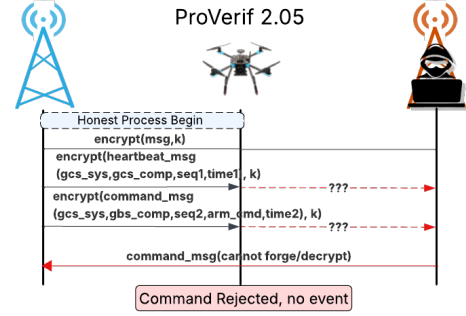 ProVerif 2.05
Honest Process Begin
encrypt(msg,k)
encrypt(heartbeat_msg
(gcs_sys,gcs_comp,seq1,time1), k)
???
encrypt(command_msg
(gcs_sys,gbs_comp,seq2,arm_cmd,time2), k)
???
command_msg(cannot forge/decrypt)
Command Rejected, no event